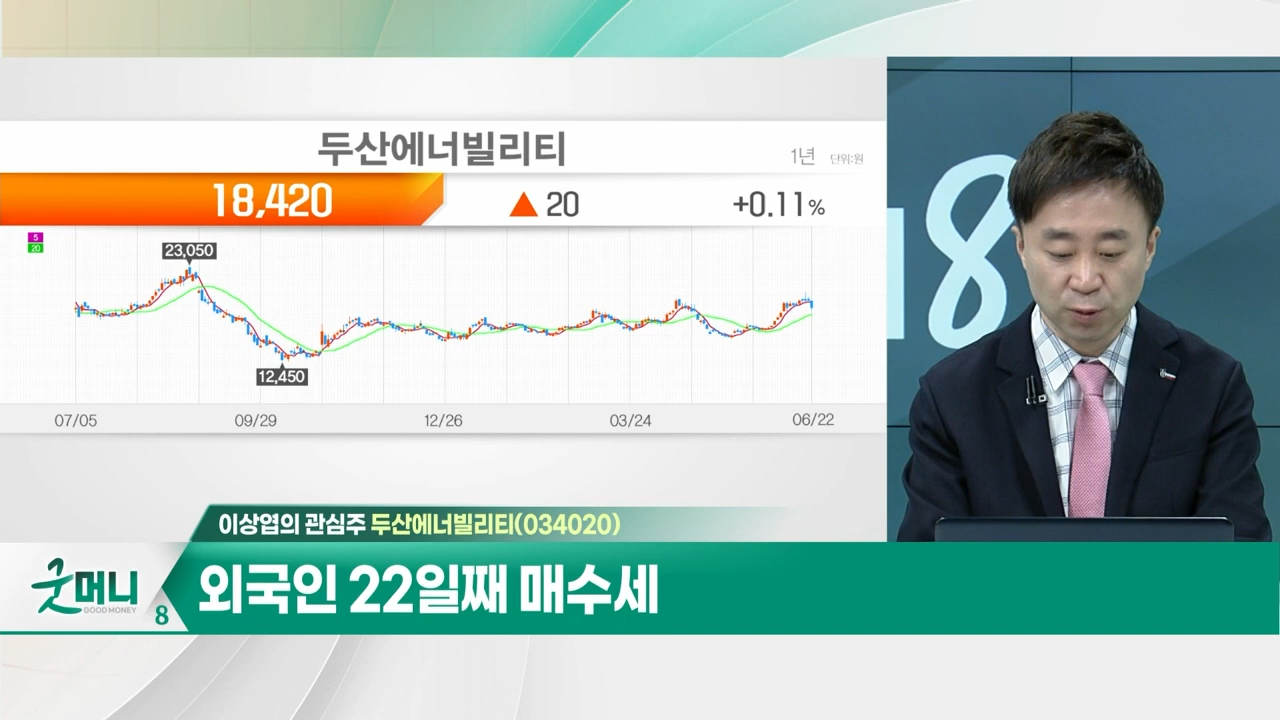 두산에너빌리티
1년 단위:원
18,420 ▲ 20 +0.11%
5
20
23,050
12,450
07/05 09/29 12/26 03/24 06/22
8
이상엽의 관심주 두산에너빌리티(034020)
외국인 22일째 매수세
굿머니
GOOD MONEY
8